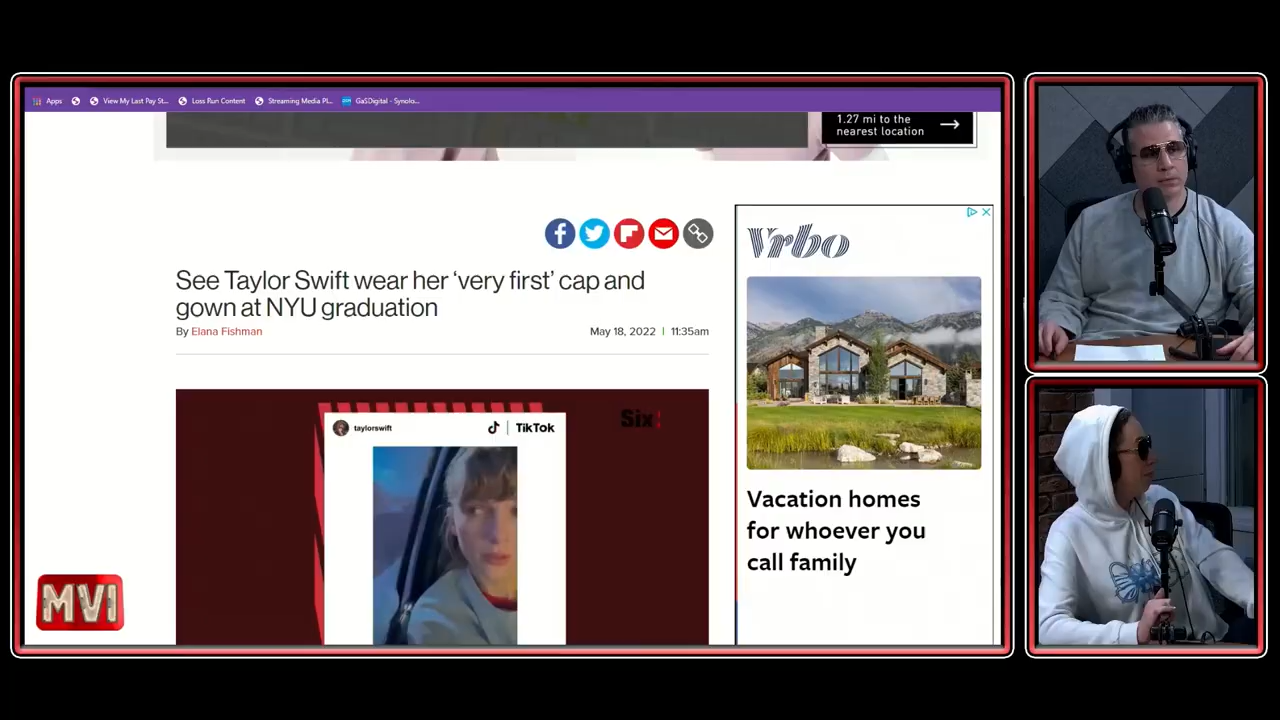 Apps
View My Last Pay St...
Loss Run Content
Streaming Media Pl...
GaSDigital - Synolo...
1.27 mi to the
nearest location
See Taylor Swift wear her ‘very first’ cap and
gown at NYU graduation
By Elana Fishman
May 18, 2022 | 11:35am
Six
taylorswift
TikTok
Vrbo
Vacation homes
for whoever you
call family
MVI